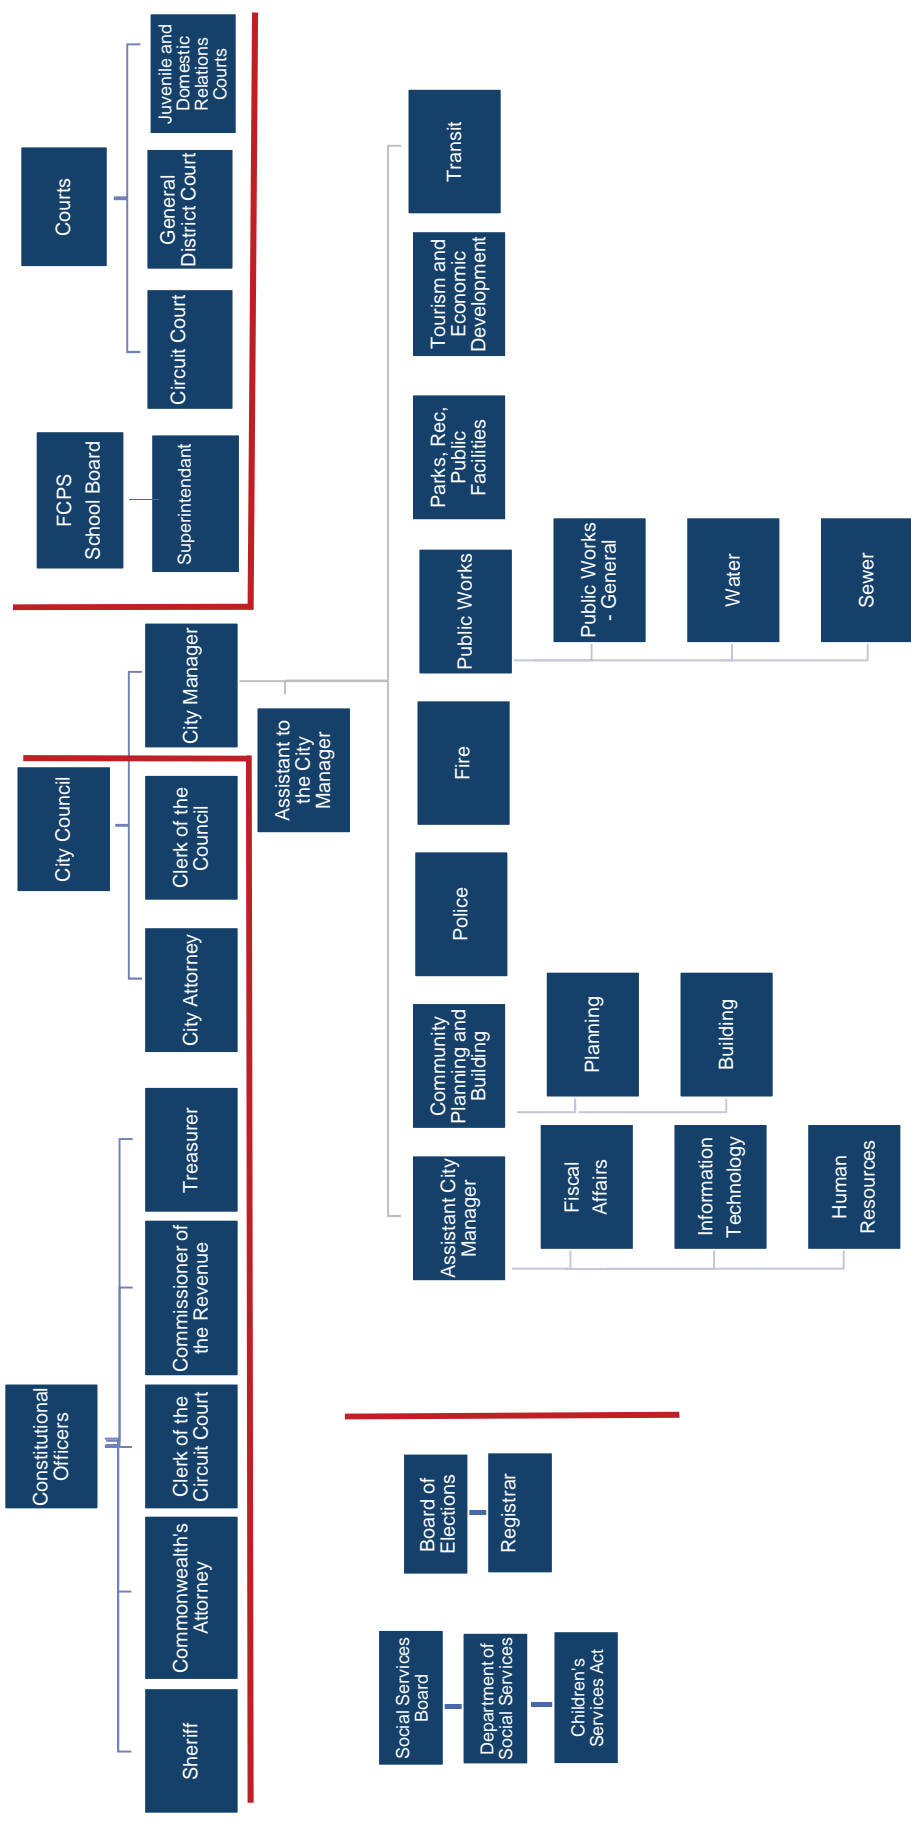 Constitutional
Officers
Sheriff
Commonwealth's
Attorney
Clerk of the
Circuit Court
Commissioner of
the Revenue
Treasurer
City Council
City Attorney
Clerk of the
Council
City Manager
FCPS
School Board
Superintendant
Courts
Circuit Court
General
District Court
Juvenile and
Domestic
Relations
Courts
Assistant to
the City
Manager
Assistant City
Manager
Fiscal
Affairs
Information
Technology
Human
Resources
Community
Planning and
Building
Planning
Building
Police
Fire
Public Works
Public Works
- General
Water
Sewer
Parks, Rec,
Public
Facilities
Tourism and
Economic
Development
Transit
Social Services
Board
Department of
Social Services
Children's
Services Act
Board of
Elections
Registrar